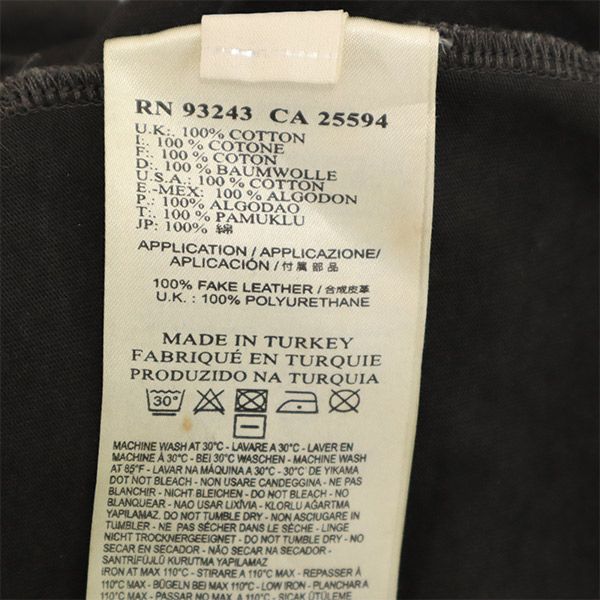 RN 93243 CA 25594
U.K.: 100% COTTON
I.: 100% COTONE
F.: 100% COTON
D.: 100% BAUMWOLLE
U.S.A.: 100% COTTON
E.-MEX: 100 % ALGODON
P.: 100% ALGODAO
T.: 100% PAMUKLU
JP: 100% 綿
APPLICATION / APPLICAZIONE/
APLICACIÓN / 付属部品
100% FAKE LEATHER / 合成皮革
U.K. : 100% POLYURETHANE
MADE IN TURKEY
FABRIQUÉ EN TURQUIE
PRODUZIDO NA TURQUIA
30°
MACHINE WASH AT 30°C - LAVARE A 30°C - LAVER EN
MACHINE À 30°C - BEI 30°C WASCHEN - MACHINE WASH
AT 85°F - LAVAR NA MÁQUINA A 30°C - 30°C DE YIKAMA
DOT NOT BLEACH - NON USARE CANDEGGINA - NE PAS
BLANCHIR - NICHT BLEICHEN - DO NOT BLEACH - NO
BLANQUEAR - NAO USAR LIXÍVIA - KLORLU AĞARTMA
YAPILAMAZ. DO NOT TUMBLE DRY - NON ASCIUGARE IN
TUMBLER - NE PAS SÉCHER DANS LE SÈCHE - LINGE
NICHT TROCKNERGEEIGNET - DO NOT TUMBLE DRY - NO
SECAR EN SECADOR - NÃO SECAR NA SECADORA -
SANTRİFÜJLÜ KURUTMA YAPILAMAZ
IRON AT MAX 110°C - STIRARE A 110°C MAX - REPASSER À
110°C MAX - BÜGELN BEI MAX 110°C - LOW IRON - PLANCHAR A
110°C MAX - PASSAR NO MAX A 110°C - SICAK ÜTÜLEME